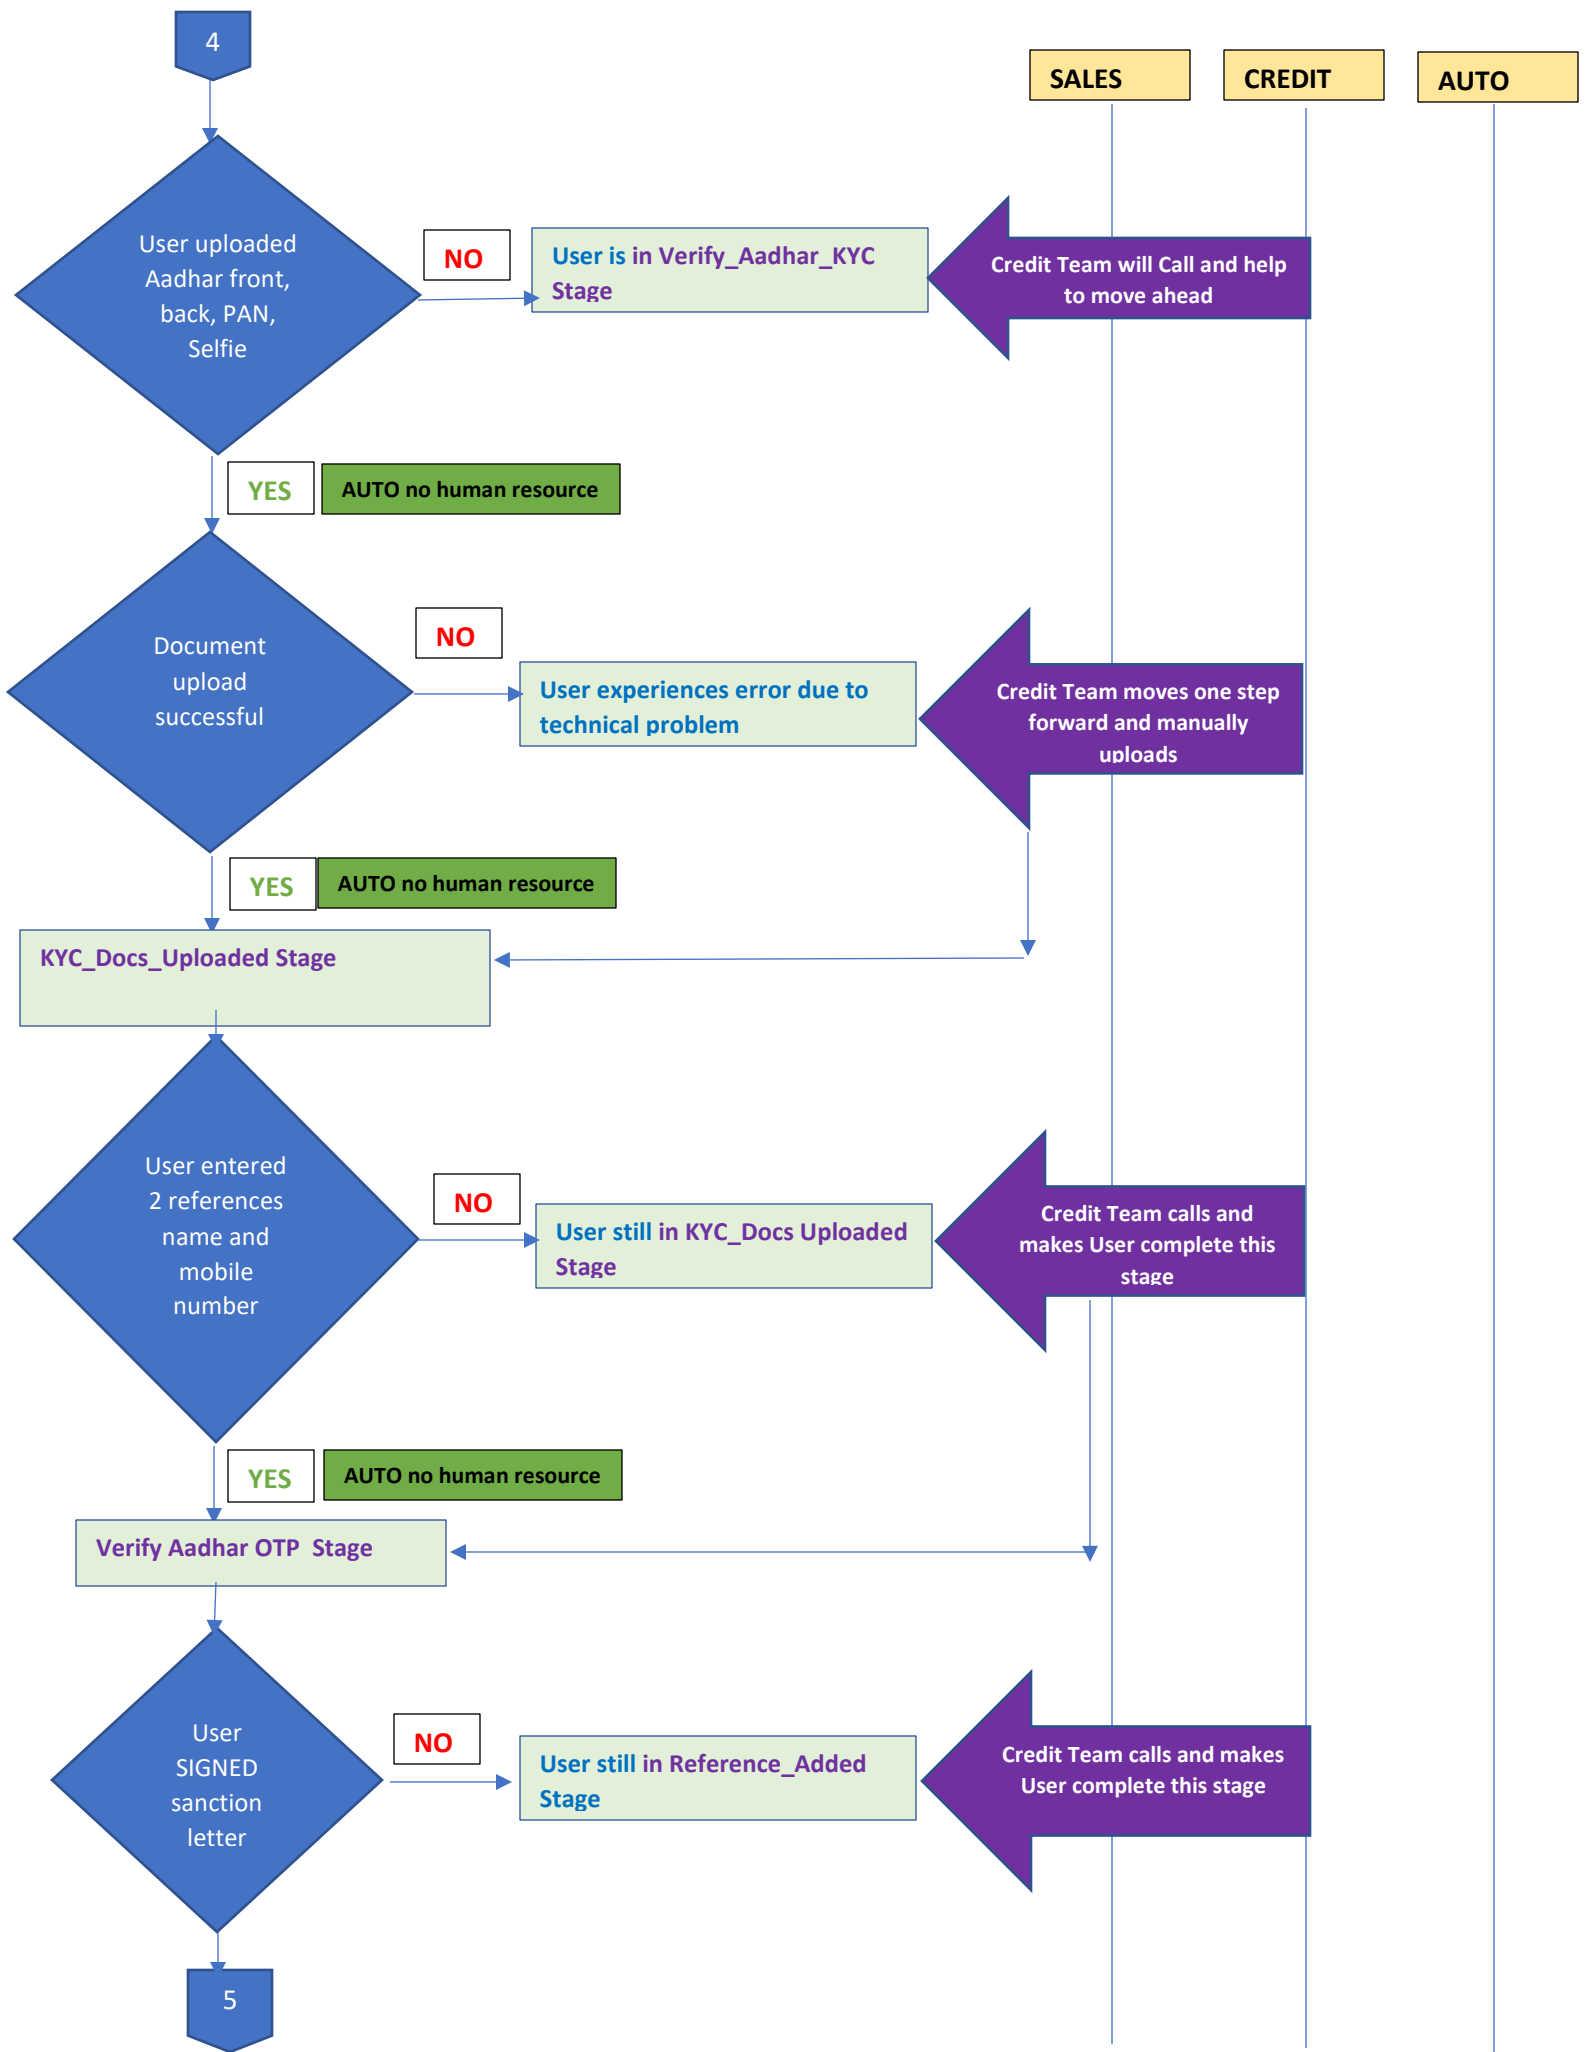 4
SALES
CREDIT
AUTO
User uploaded
Aadhar front,
back, PAN,
Selfie
NO
User is in Verify_Aadhar_KYC
Stage
Credit Team will Call and help
to move ahead
YES
AUTO no human resource
Document
upload
successful
NO
User experiences error due to
technical problem
Credit Team moves one step
forward and manually
uploads
YES
AUTO no human resource
KYC_Docs_Uploaded Stage
User entered
2 references
name and
mobile
number
NO
User still in KYC_Docs Uploaded
Stage
Credit Team calls and
makes User complete this
stage
YES
AUTO no human resource
Verify Aadhar OTP  Stage
User
SIGNED
sanction
letter
NO
User still in Reference_Added
Stage
Credit Team calls and makes
User complete this stage
5